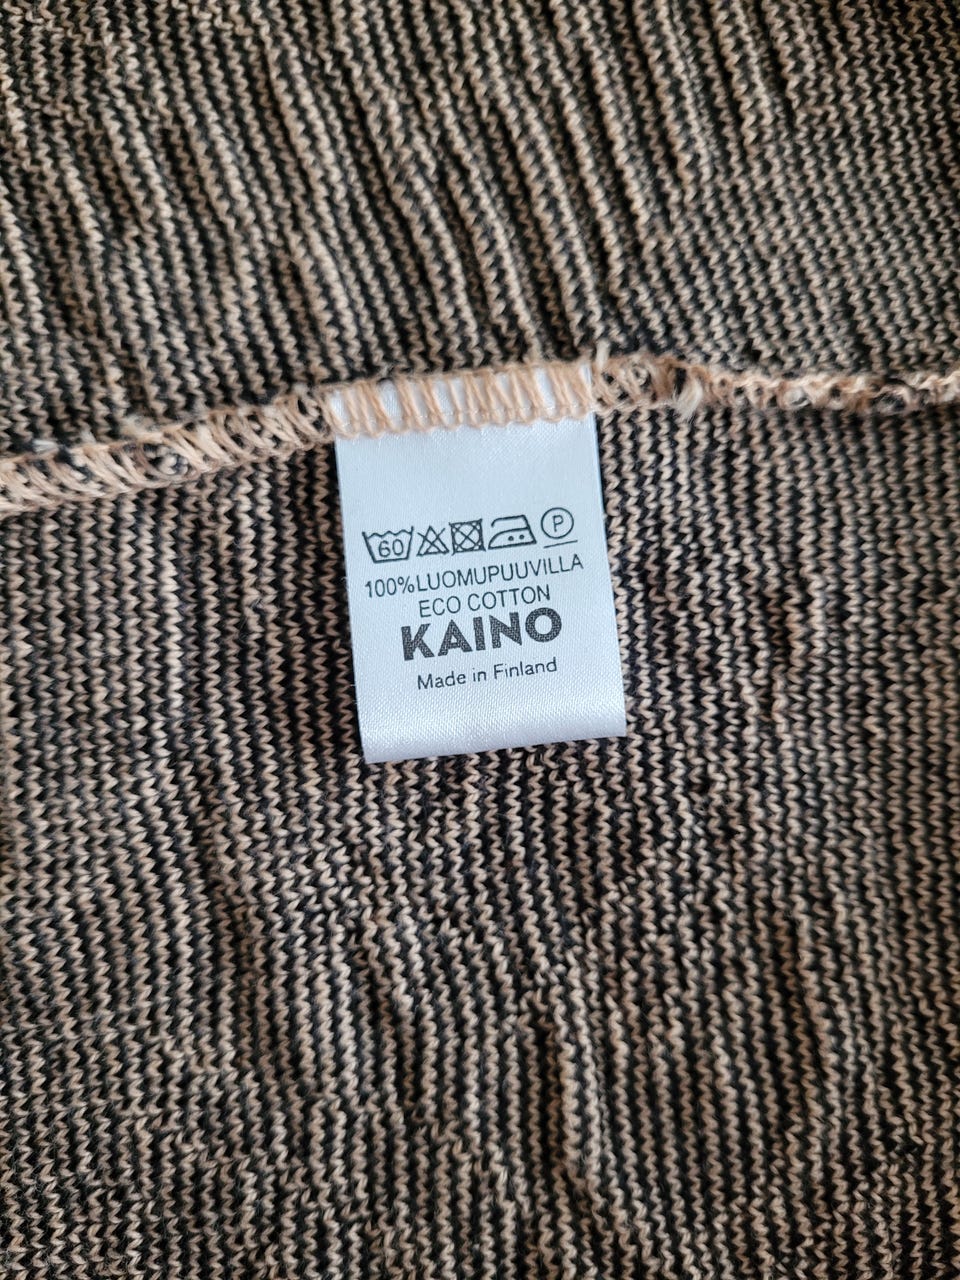 60 P
100%LUOMUPUUVILLA
ECO COTTON
KAINO
Made in Finland